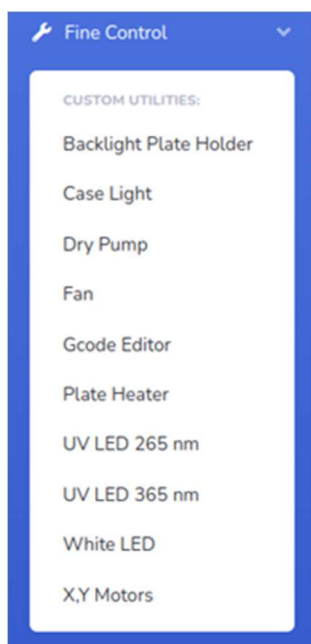 Fine Control
CUSTOM UTILITIES:
Backlight Plate Holder
Case Light
Dry Pump
Fan
Gcode Editor
Plate Heater
UV LED 265 nm
UV LED 365 nm
White LED
X,Y Motors